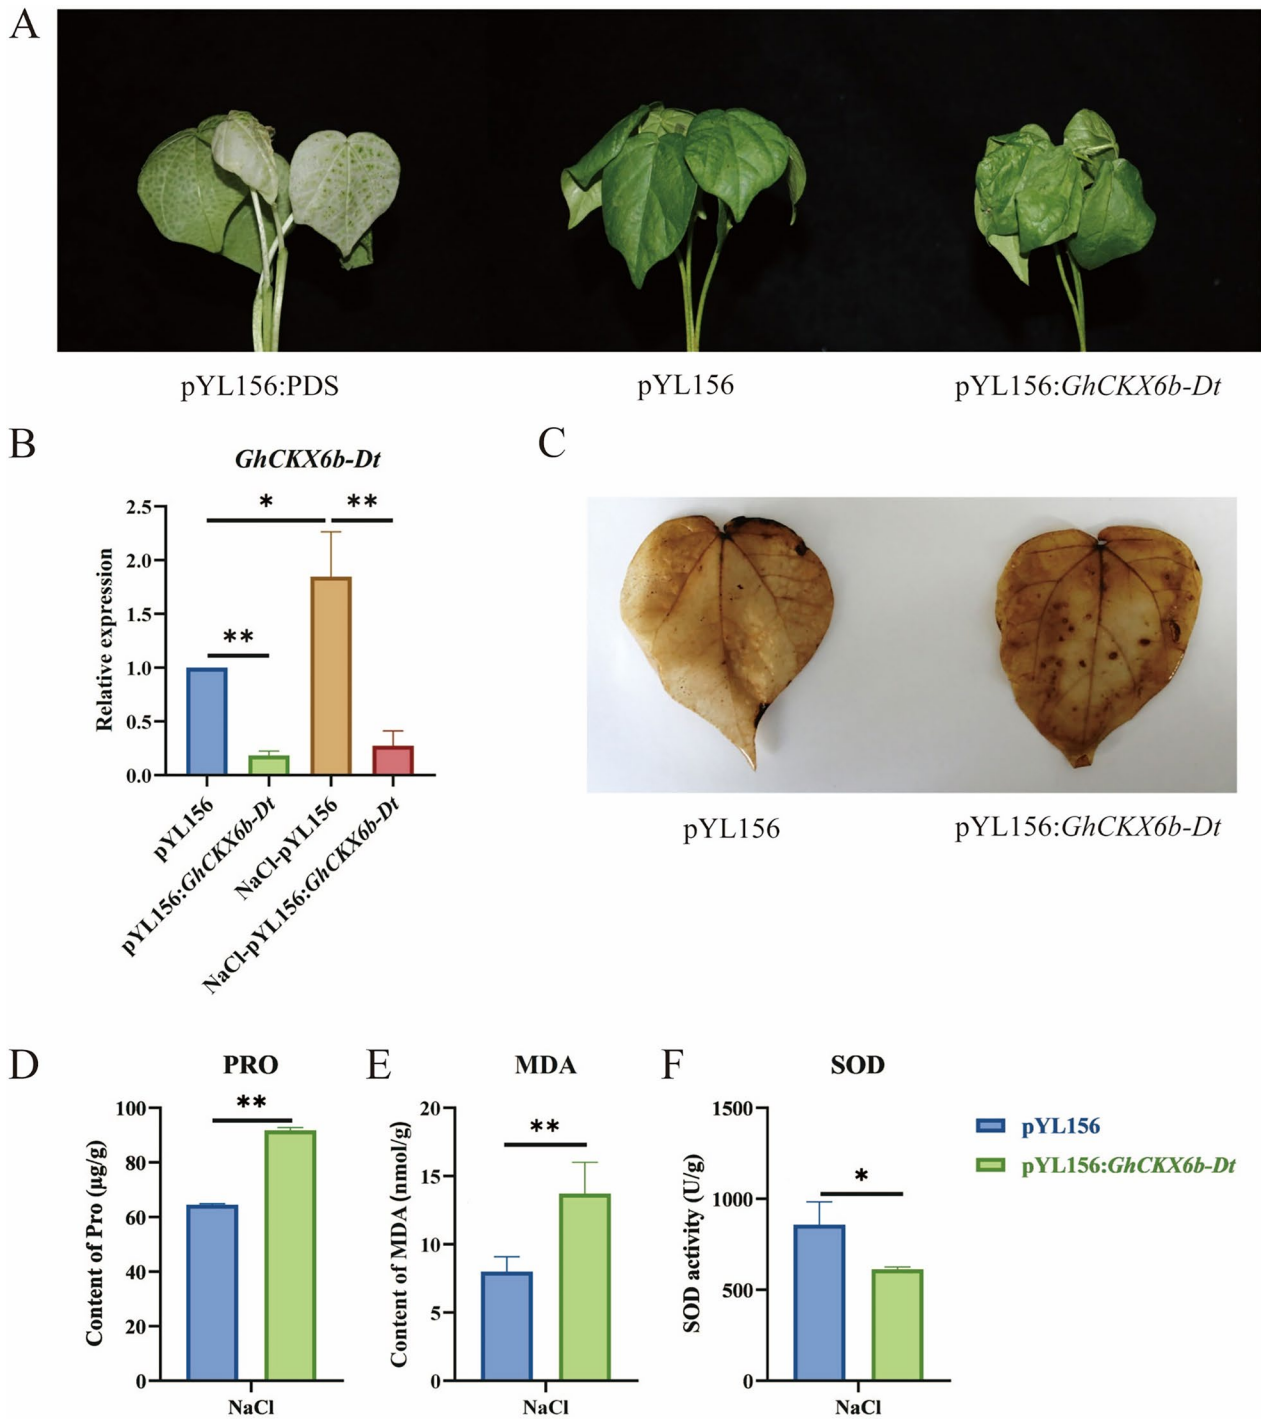 A
pYL156:PDS
pYL156
pYL156:GhCKX6b-Dt
B
GhCKX6b-Dt
Relative expression
2.5
2.0
1.5
1.0
0.5
0.0
*
**
**
pYL156
pYL156:GhCKX6b-Dt
NaCl-pYL156
NaCl-pYL156:GhCKX6b-Dt
C
pYL156
pYL156:GhCKX6b-Dt
D
PRO
Content of Pro (μg/g)
100
80
60
40
20
0
**
NaCl
E
MDA
Content of MDA (nmol/g)
20
15
10
5
0
**
NaCl
F
SOD
SOD activity (U/g)
1500
1000
500
0
*
NaCl
pYL156
pYL156:GhCKX6b-Dt